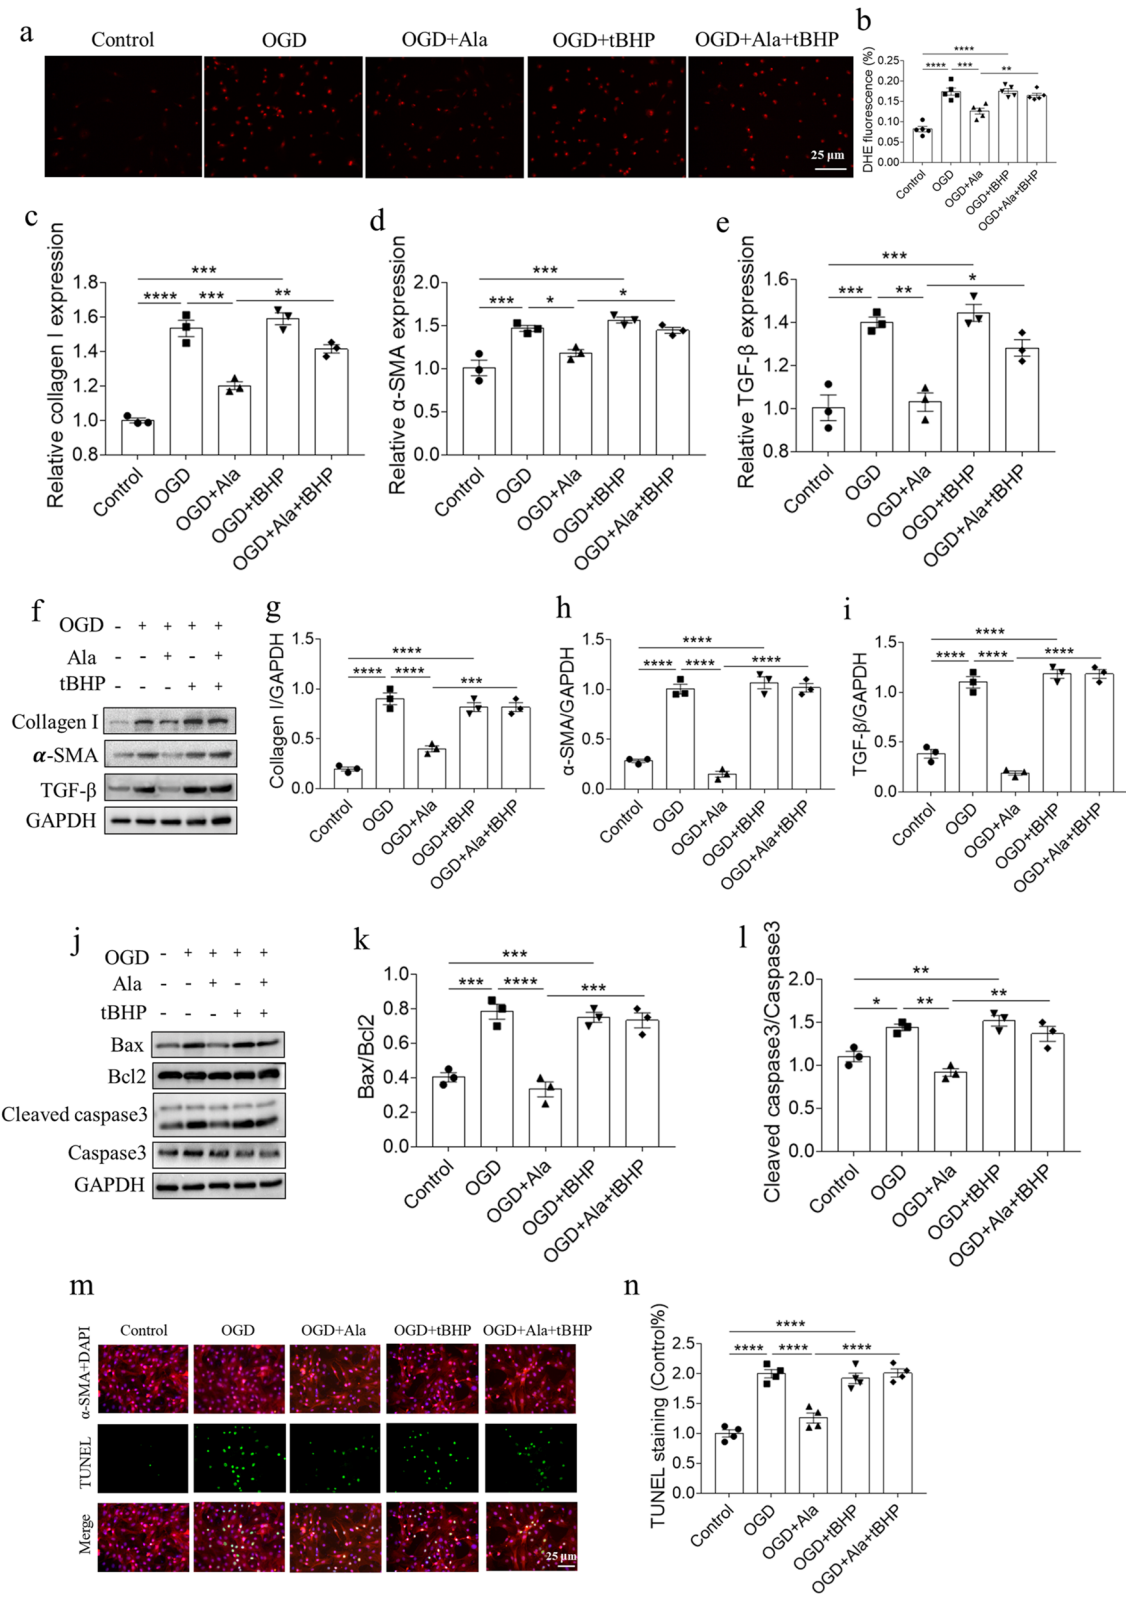 a
Control OGD OGD+Ala OGD+tBHP OGD+Ala+tBHP
25 μm
b
DHE fluorescence (%)
0.25
0.20
0.15
0.10
0.05
0.00
**** **** *** **
Control OGD OGD+Ala OGD+tBHP OGD+Ala+tBHP
c
Relative collagen I expression
1.8
1.6
1.4
1.2
1.0
0.8
*** **** *** **
Control OGD OGD+Ala OGD+tBHP OGD+Ala+tBHP
d
Relative α-SMA expression
2.0
1.5
1.0
0.5
0.0
*** *** * *
Control OGD OGD+Ala OGD+tBHP OGD+Ala+tBHP
e
Relative TGF-β expression
1.6
1.4
1.2
1.0
0.8
*** *** ** *
Control OGD OGD+Ala OGD+tBHP OGD+Ala+tBHP
f
OGD - + + + +
Ala - - + - +
tBHP - - - + +
Collagen I
α-SMA
TGF-β
GAPDH
g
Collagen I/GAPDH
1.5
1.0
0.5
0.0
**** **** **** ***
Control OGD OGD+Ala OGD+tBHP OGD+Ala+tBHP
h
α-SMA/GAPDH
1.5
1.0
0.5
0.0
**** **** **** ****
Control OGD OGD+Ala OGD+tBHP OGD+Ala+tBHP
i
TGF-β/GAPDH
1.5
1.0
0.5
0.0
**** **** **** ****
Control OGD OGD+Ala OGD+tBHP OGD+Ala+tBHP
j
OGD - + + + +
Ala - - + - +
tBHP - - - + +
Bax
Bcl2
Cleaved caspase3
Caspase3
GAPDH
k
Bax/Bcl2
1.0
0.8
0.6
0.4
0.2
0.0
*** *** **** ***
Control OGD OGD+Ala OGD+tBHP OGD+Ala+tBHP
l
Cleaved caspase3/Caspase3
2.0
1.5
1.0
0.5
0.0
** * ** **
Control OGD OGD+Ala OGD+tBHP OGD+Ala+tBHP
m
Control OGD OGD+Ala OGD+tBHP OGD+Ala+tBHP
α-SMA+DAPI
TUNEL
Merge
25 μm
n
TUNEL staining (Control%)
2.5
2.0
1.5
1.0
0.5
0.0
**** **** **** ****
Control OGD OGD+Ala OGD+tBHP OGD+Ala+tBHP